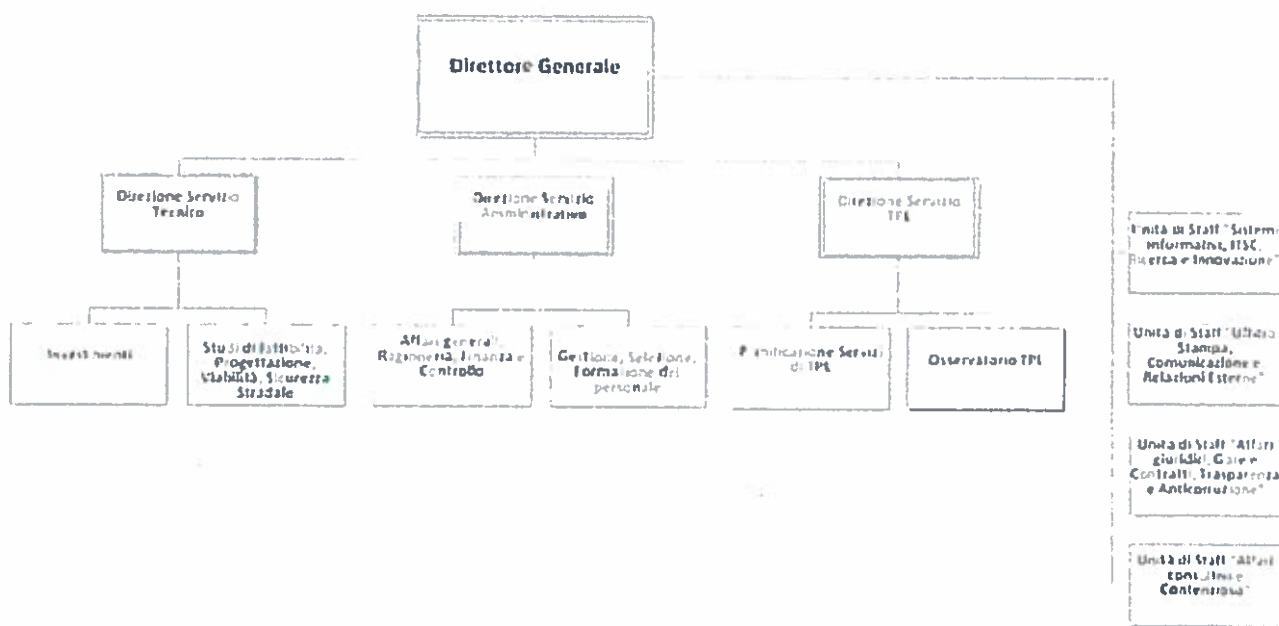 Direttore Generale
Direzione Servizio
Tecnico
Direzione Servizio
Amministrativo
Direzione Servizio
TPL
Unità di Staff "Sistemi
Informativi, ITSC,
Ricerca e Innovazione"
Investimenti
Studi di fattibilità,
Progettazione,
Viabilità, Sicurezza
Stradale
Affari generali,
Ragioneria, Finanza e
Controllo
Gestione, Selezione,
Formazione del
personale
Pianificazione Servizi
di TPL
Osservatorio TPL
Unità di Staff "Ufficio
Stampa,
Comunicazione e
Relazioni Esterne"
Unità di Staff "Affari
giuridici, Gare e
Contratti, Trasparenza
e Anticorruzione"
Unità di Staff "Affari
e
Contenzioso"